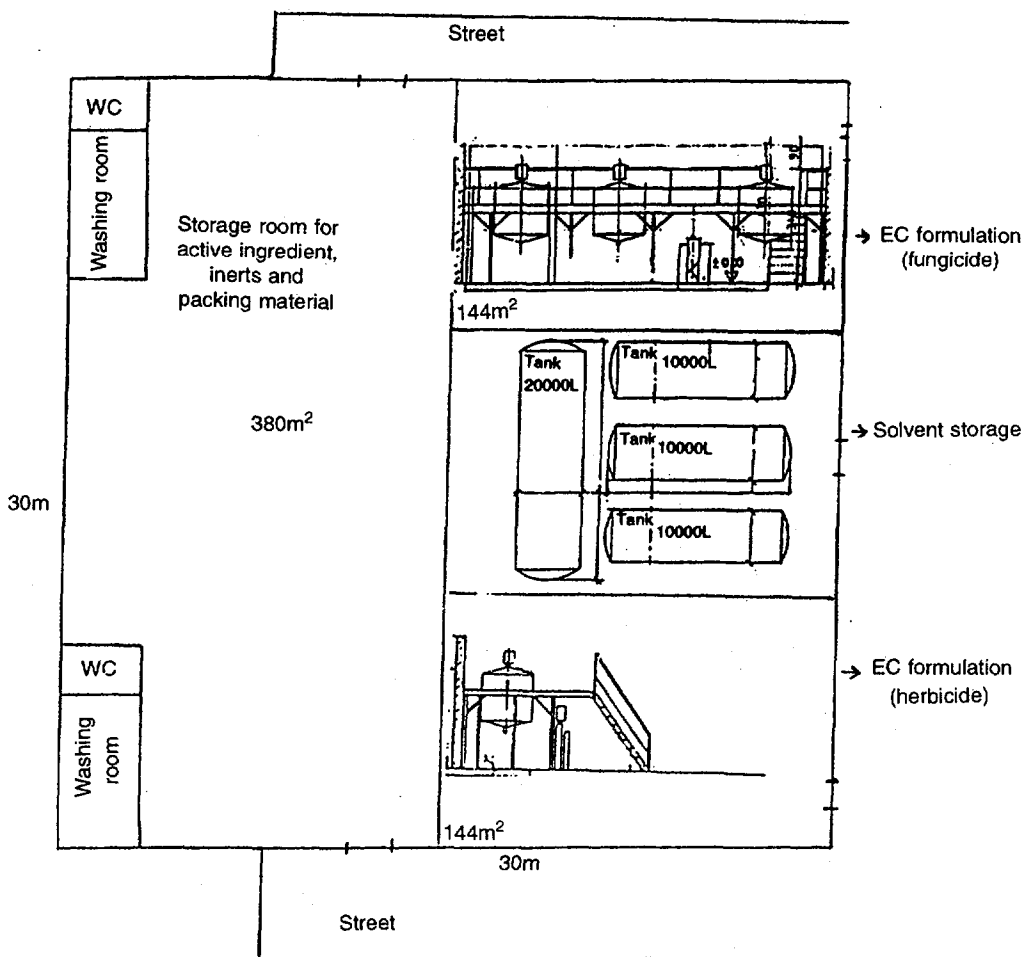 Street
WC
Washing room
Storage room for
active ingredient,
inerts and
packing material
EC formulation
(fungicide)
144m²
Tank
20000L
Tank
10000L
380m²
Solvent storage
Tank
10000L
30m
Tank
10000L
WC
EC formulation
(herbicide)
Washing
room
144m²
30m
Street